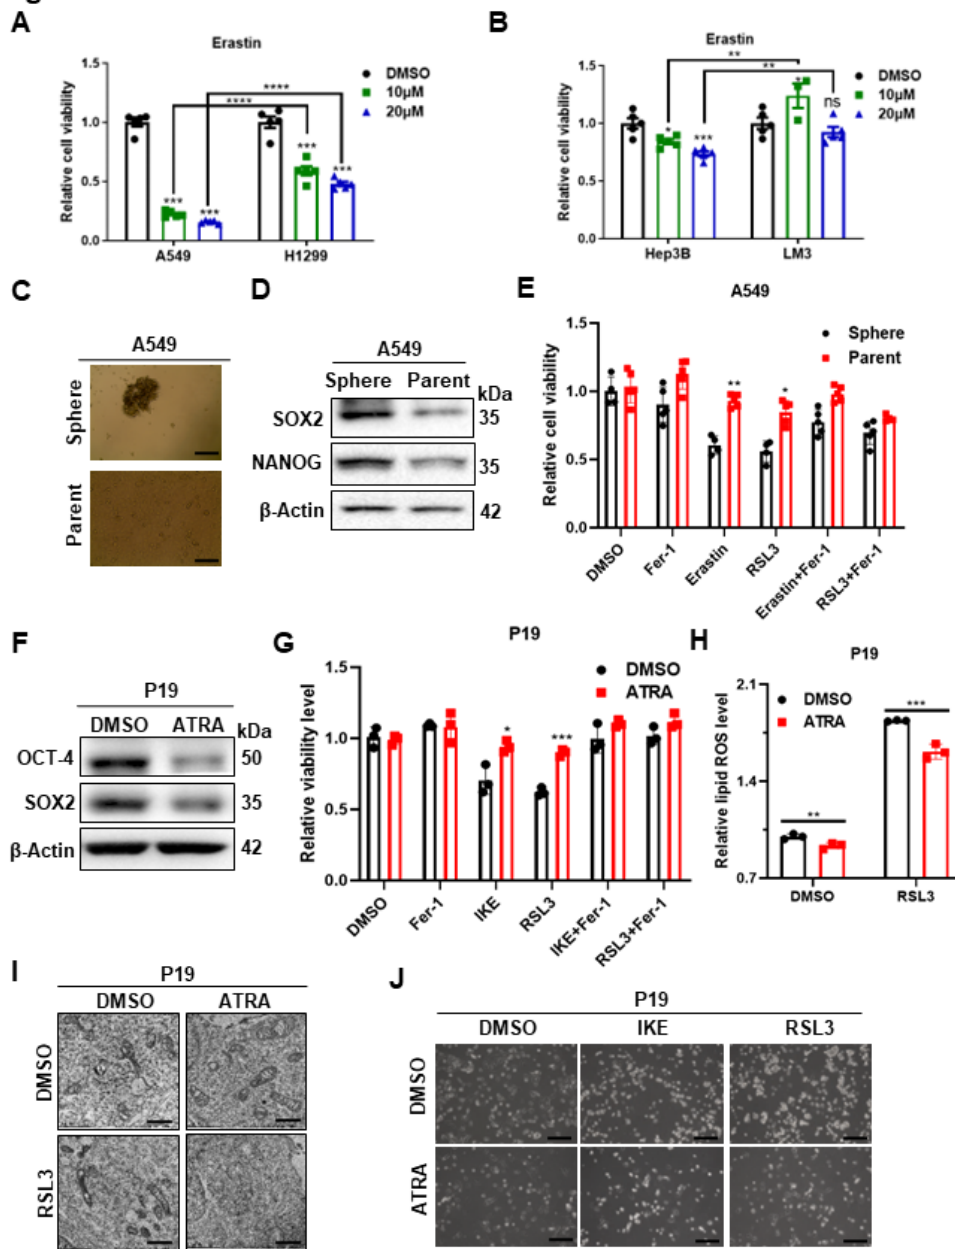 A
Erastin
Relative cell viability
1.5
1.0
0.5
0.0
DMSO
10μM
20μM
****
****
***
***
***
***
A549
H1299
B
Erastin
Relative cell viability
1.5
1.0
0.5
0.0
DMSO
10μM
20μM
**
**
*
***
*
ns
Hep3B
LM3
C
A549
Sphere
Parent
D
A549
Sphere Parent
kDa
SOX2
35
NANOG
35
β-Actin
42
E
A549
Relative cell viability
1.5
1.0
0.5
0.0
Sphere
Parent
**
*
DMSO
Fer-1
Erastin
RSL3
Erastin+Fer-1
RSL3+Fer-1
F
P19
DMSO ATRA
kDa
OCT-4
50
SOX2
35
β-Actin
42
G
P19
Relative viability level
1.5
1.0
0.5
0.0
DMSO
ATRA
*
***
DMSO
Fer-1
IKE
RSL3
IKE+Fer-1
RSL3+Fer-1
H
P19
Relative lipid ROS level
2.1
1.4
0.7
DMSO
ATRA
**
***
DMSO
RSL3
I
P19
DMSO ATRA
DMSO
RSL3
J
P19
DMSO IKE RSL3
DMSO
ATRA